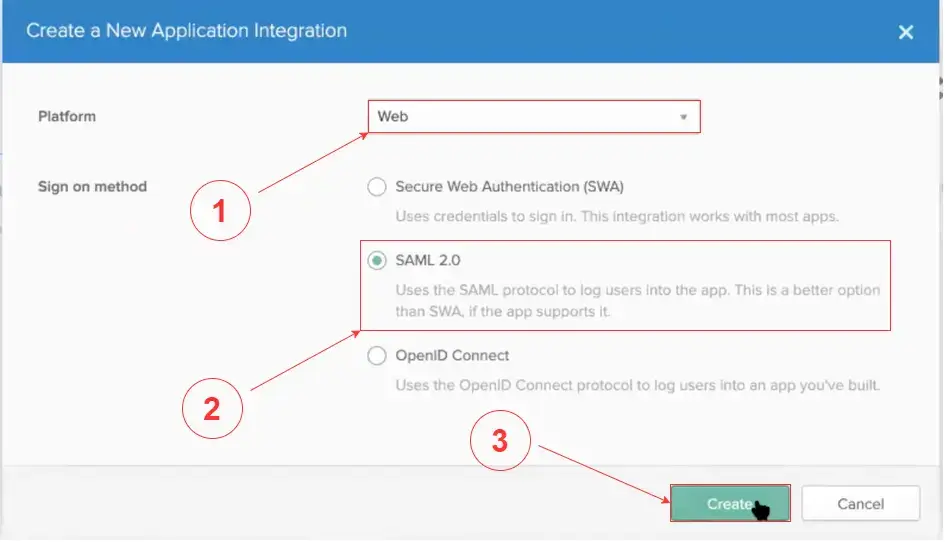 Create a New Application Integration
Platform
Web
1
Sign on method
Secure Web Authentication (SWA)
Uses credentials to sign in. This integration works with most apps.
SAML 2.0
Uses the SAML protocol to log users into the app. This is a better option
than SWA, if the app supports it.
2
OpenID Connect
Uses the OpenID Connect protocol to log users into an app you've built.
3
Create
Cancel